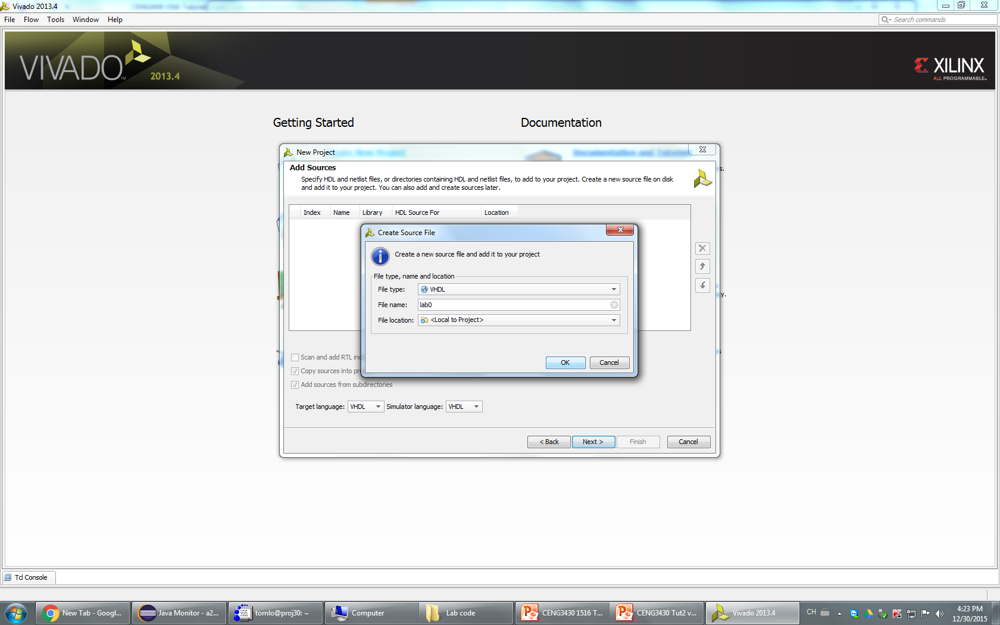 Vivado 2013.4
File Flow Tools Window Help
Search commands
VIVADO™ 2013.4
XILINX
ALL PROGRAMMABLE™
Getting Started
Documentation
New Project
Add Sources
Specify HDL and netlist files, or directories containing HDL and netlist files, to add to your project. Create a new source file on disk
and add it to your project. You can also add and create sources later.
s.
Index Name Library HDL Source For Location
Create Source File
Create a new source file and add it to your project
File type, name and location
File type: VHDL
y.
File name: lab0
File location: <Local to Project>
Scan and add RTL inc
OK Cancel
Copy sources into pr
Add sources from subdirectories
Target language: VHDL Simulator language: VHDL
< Back Next > Finish Cancel
Tcl Console
New Tab - Googl... Java Monitor - a2... tomlo@proj30: ~ Computer Lab code CENG3430 1516 T... CENG3430 Tut2 v... Vivado 2013.4 CH 4:23 PM
12/30/2015